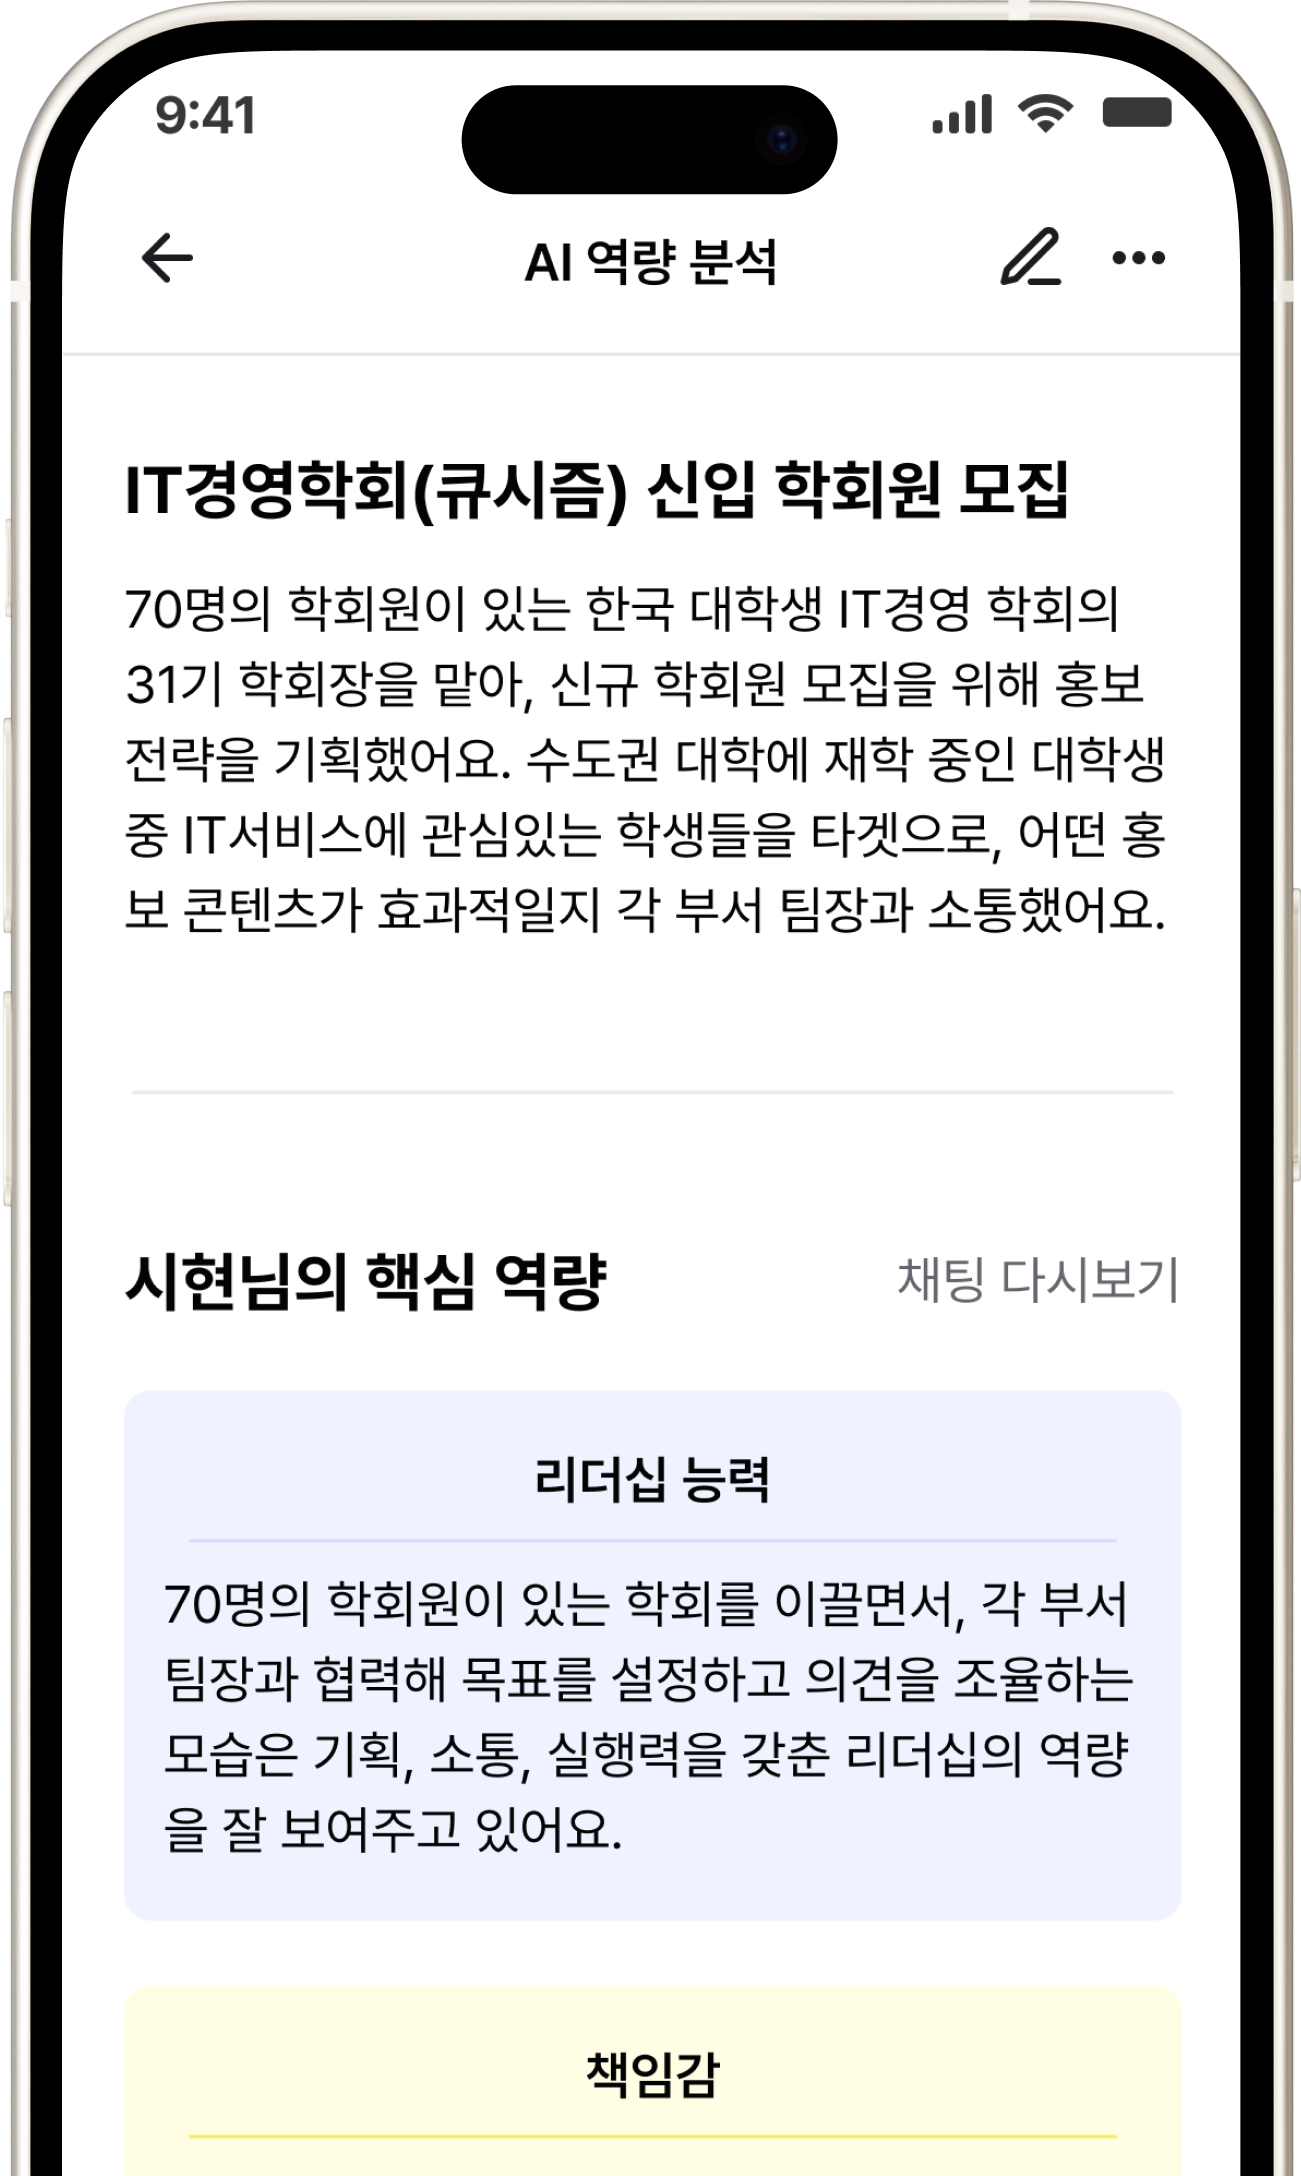 9:41
AI 역량 분석
IT경영학회(큐시즘) 신입 학회원 모집
70명의 학회원이 있는 한국 대학생 IT경영 학회의
31기 학회장을 맡아, 신규 학회원 모집을 위해 홍보
전략을 기획했어요. 수도권 대학에 재학 중인 대학생
중 IT서비스에 관심있는 학생들을 타겟으로, 어떤 홍
보 콘텐츠가 효과적일지 각 부서 팀장과 소통했어요.
시현님의 핵심 역량
채팅 다시보기
리더십 능력
70명의 학회원이 있는 학회를 이끌면서, 각 부서
팀장과 협력해 목표를 설정하고 의견을 조율하는
모습은 기획, 소통, 실행력을 갖춘 리더십의 역량
을 잘 보여주고 있어요.
책임감